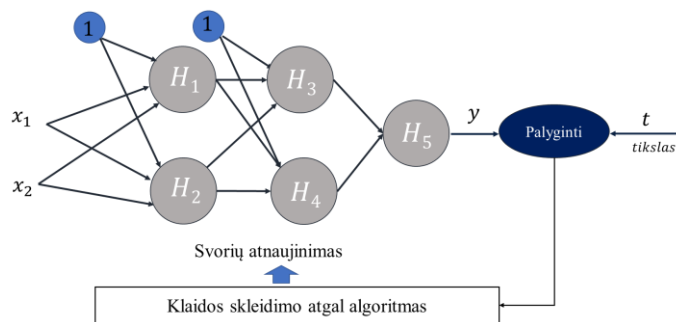 1
1
H₁
H₃
x₁
y
t
H₅
Palyginti
tikslas
x₂
H₂
H₄
Svorių atnaujinimas
Klaidos skleidimo atgal algoritmas